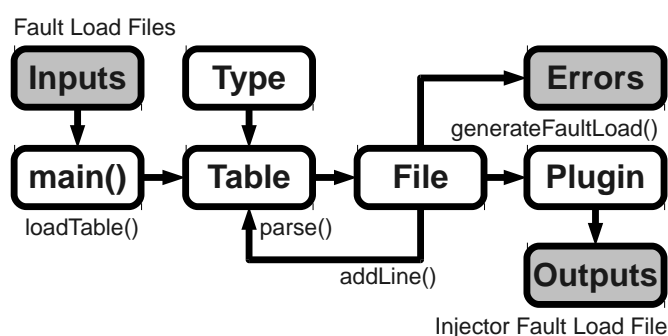 Fault Load Files
Inputs
Type
Errors
generateFaultLoad()
main()
Table
File
Plugin
loadTable()
parse()
addLine()
Outputs
Injector Fault Load File